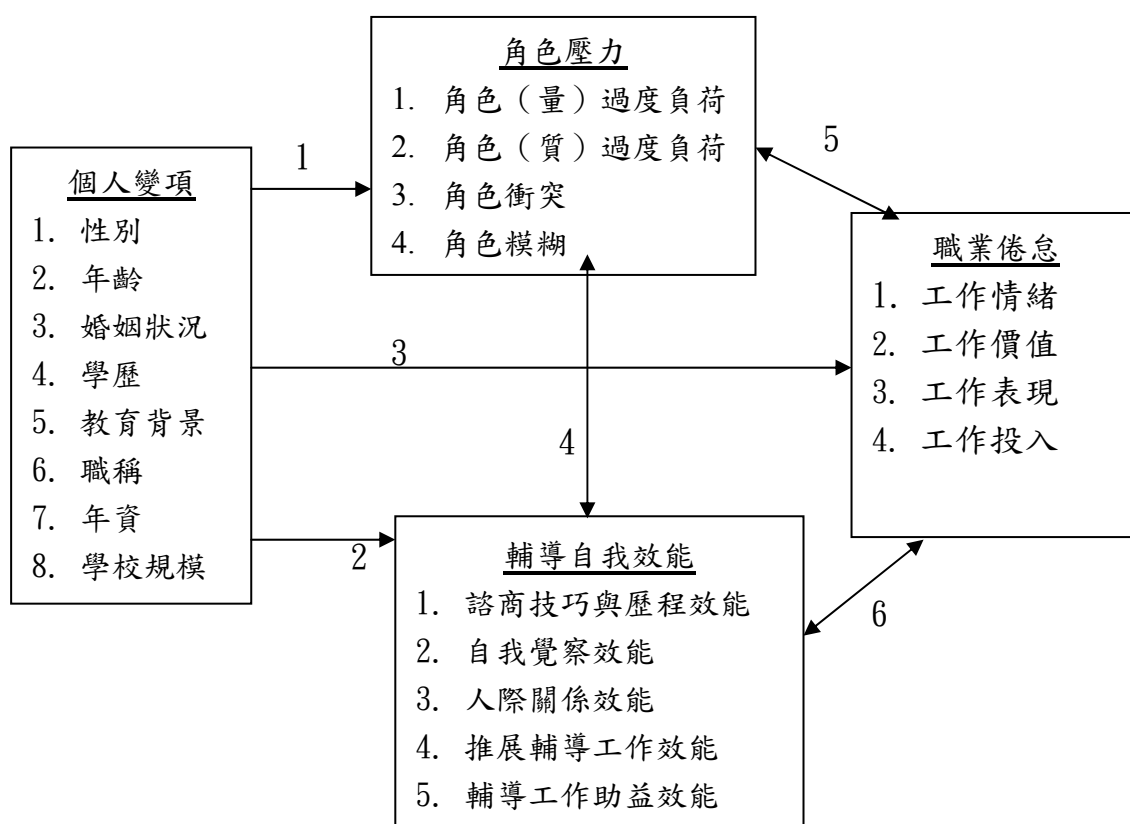 角色壓力
1. 角色（量）過度負荷
2. 角色（質）過度負荷
3. 角色衝突
4. 角色糢糊
1
5
個人變項
1. 性別
2. 年齡
3. 婚姻狀況
4. 學歷
5. 教育背景
6. 職稱
7. 年資
8. 學校規模
3
4
2
職業倦怠
1. 工作情緒
2. 工作價值
3. 工作表現
4. 工作投入
輔導自我效能
1. 諮商技巧與歷程效能
2. 自我覺察效能
3. 人際關係效能
4. 推展輔導工作效能
5. 輔導工作助益效能
6